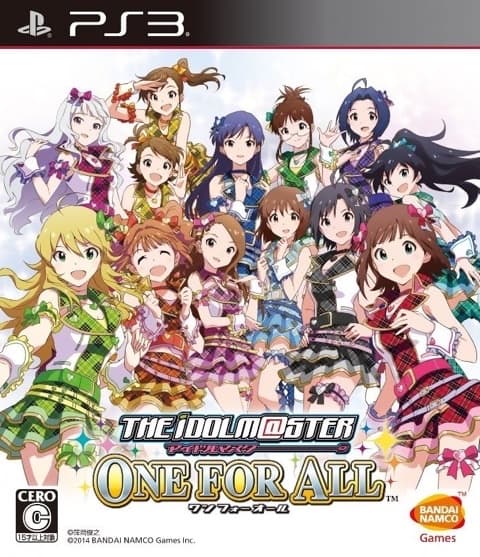 PS3
THE iDOLM@STER
アイドルマスター
ONE FOR ALL™
ワンフォーオール
CERO
C
15才以上対象
©窪岡俊之
©2014 BANDAI NAMCO Games Inc.
BANDAI
NAMCO
™
Games